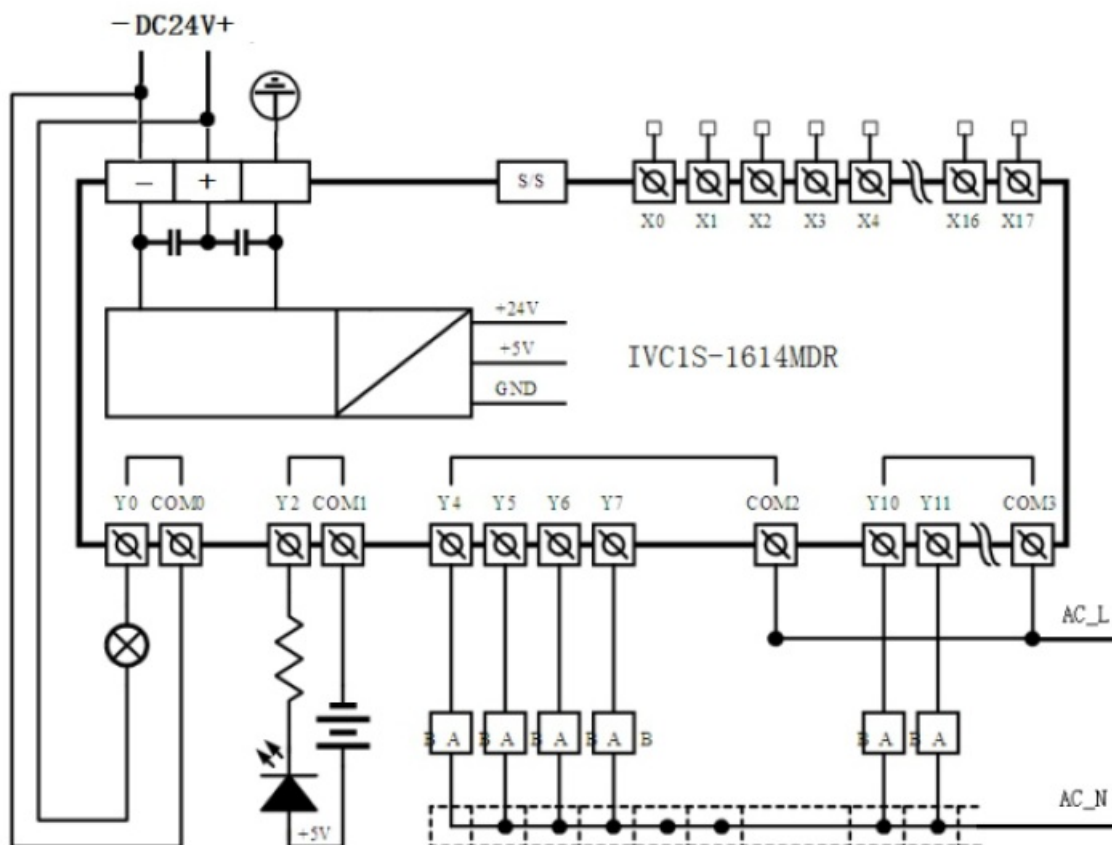 -DC24V+
- +
S/S
X0 X1 X2 X3 X4 X16 X17
+24V
+5V
GND
IVC1S-1614MDR
Y0 COM0 Y2 COM1 Y4 Y5 Y6 Y7 COM2 Y10 Y11 COM3
AC_L
B A B A B A B A B B A B A
+5V
AC_N